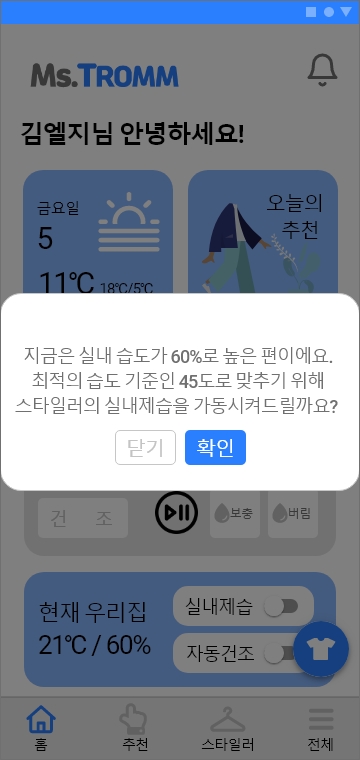 Ms.TROMM
김엘지님 안녕하세요!
금요일
5
11℃ 18℃/5℃
오늘의
추천
지금은 실내 습도가 60%로 높은 편이에요.
최적의 습도 기준인 45도로 맞추기 위해
스타일러의 실내제습을 가동시켜드릴까요?
닫기 확인
건 조
보충
버림
현재 우리집
21℃ / 60%
실내제습
자동건조
홈 추천 스타일러 전체